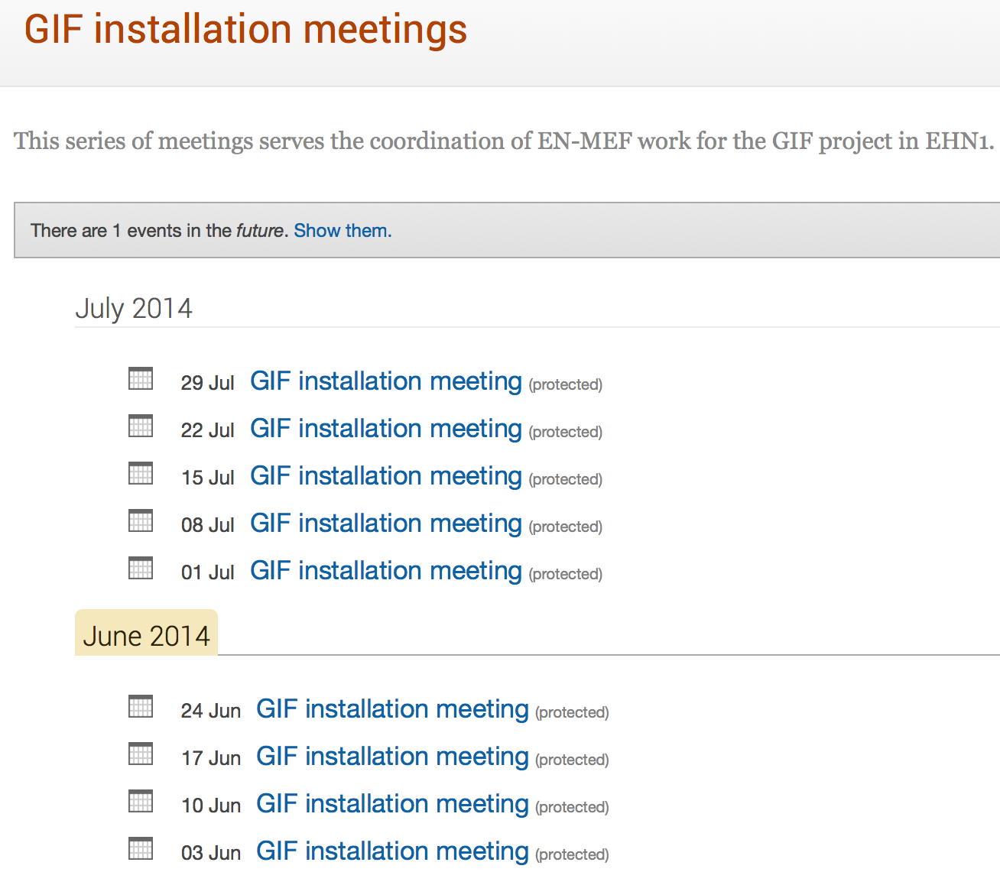 GIF installation meetings
This series of meetings serves the coordination of EN-MEF work for the GIF project in EHN1.
There are 1 events in the future. Show them.
July 2014
29 Jul GIF installation meeting (protected)
22 Jul GIF installation meeting (protected)
15 Jul GIF installation meeting (protected)
08 Jul GIF installation meeting (protected)
01 Jul GIF installation meeting (protected)
June 2014
24 Jun GIF installation meeting (protected)
17 Jun GIF installation meeting (protected)
10 Jun GIF installation meeting (protected)
03 Jun GIF installation meeting (protected)